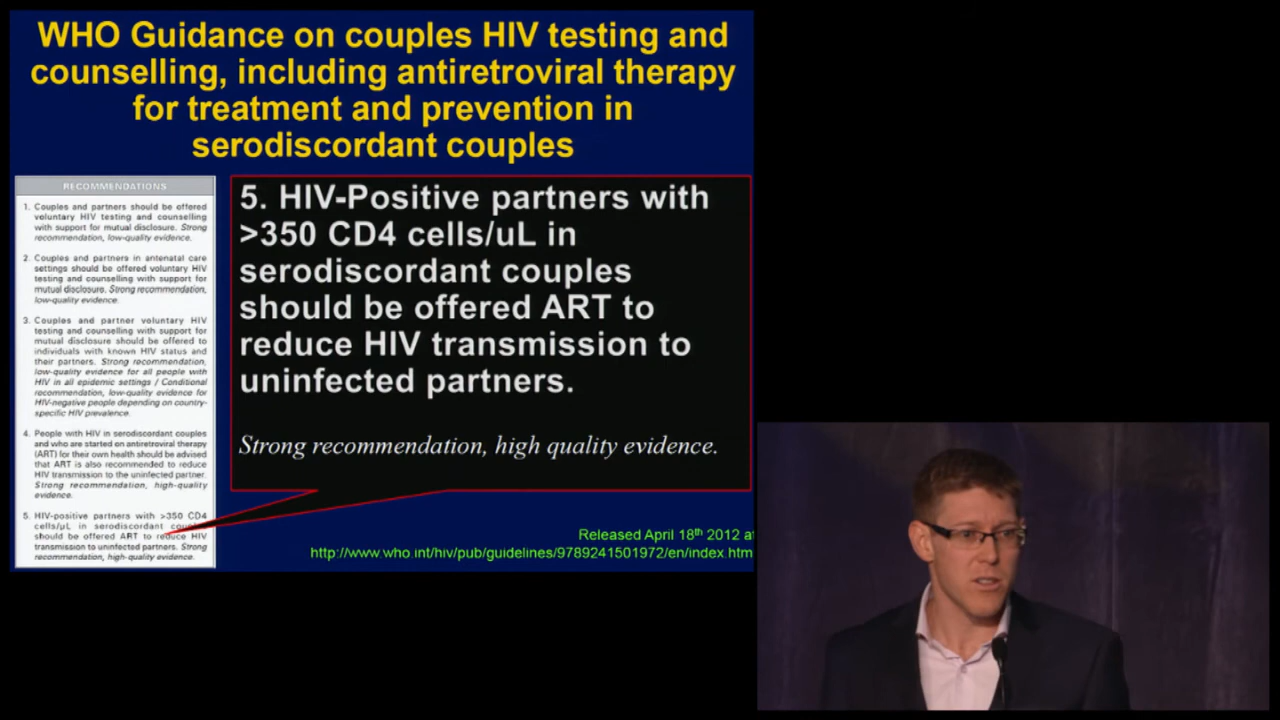 WHO Guidance on couples HIV testing and
counselling, including antiretroviral therapy
for treatment and prevention in
serodiscordant couples
RECOMMENDATIONS
1. Couples and partners should be offered
voluntary HIV testing and counselling
with support for mutual disclosure. Strong
recommendation, low-quality evidence.
2. Couples and partners in antenatal care
settings should be offered voluntary HIV
testing and counselling with support for
mutual disclosure. Strong recommendation,
low-quality evidence.
3. Couples and partner voluntary HIV
testing and counselling with support for
mutual disclosure should be offered to
individuals with known HIV status and
their partners. Strong recommendation,
low-quality evidence for all people with
HIV in all epidemic settings / Conditional
recommendation, low-quality evidence for
HIV-negative people depending on country-
specific HIV prevalence.
4. People with HIV in serodiscordant couples
and who are started on antiretroviral therapy
(ART) for their own health should be advised
that ART is also recommended to reduce
HIV transmission to the uninfected partner.
Strong recommendation, high-quality
evidence.
5. HIV-positive partners with >350 CD4
cells/µL in serodiscordant couples
should be offered ART to reduce HIV
transmission to uninfected partners. Strong
recommendation, high-quality evidence.
5. HIV-Positive partners with
>350 CD4 cells/uL in
serodiscordant couples
should be offered ART to
reduce HIV transmission to
uninfected partners.
Strong recommendation, high quality evidence.
Released April 18th 2012 at
http://www.who.int/hiv/pub/guidelines/9789241501972/en/index.htm